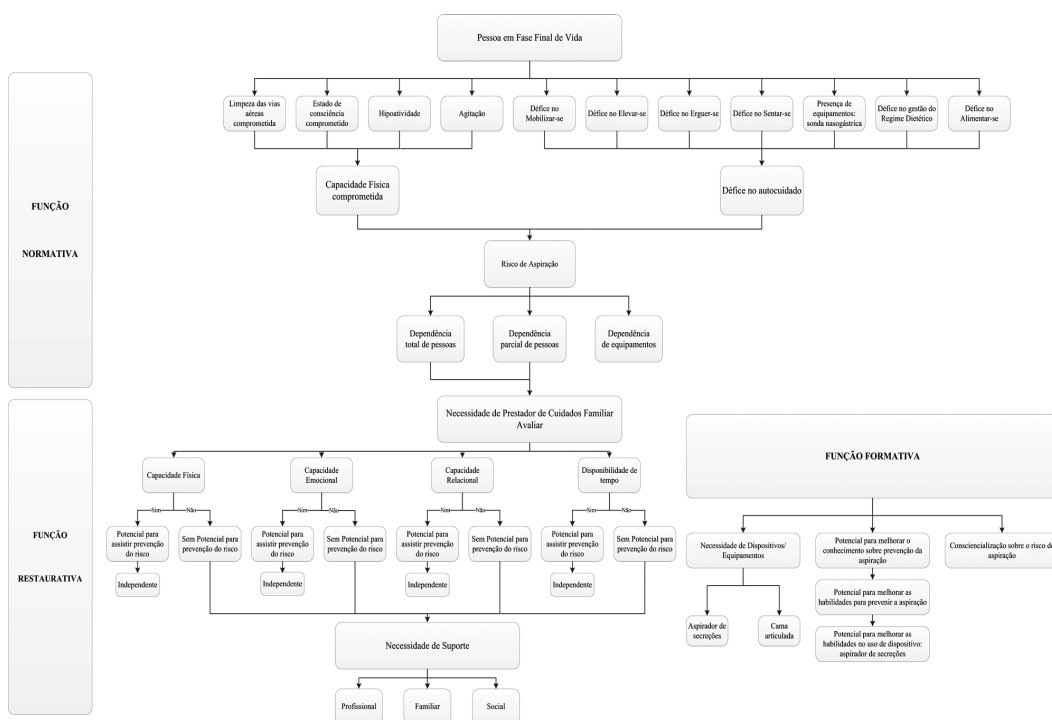 Pessoa em Fase Final de Vida
FUNÇÃO
NORMATIVA
Limpeza das vias
aéreas comprometida
Estado de
consciência
comprometido
Hipoatividade
Agitação
Défice no
Mobilizar-se
Défice no Elevar-se
Défice no Erguer-se
Défice no Sentar-se
Presença de
equipamentos:
sonda nasogástrica
Défice no gestão do
Regime Dietético
Défice no
Alimentar-se
Capacidade Física
comprometida
Défice no autocuidado
Risco de Aspiração
Dependência
total de pessoas
Dependência
parcial de pessoas
Dependência
de equipamentos
FUNÇÃO
RESTAURATIVA
Necessidade de Prestador de Cuidados Familiar
Avaliar
Capacidade Física
Capacidade
Emocional
Capacidade
Relacional
Disponibilidade de
tempo
Sim
Não
Sim
Não
Sim
Não
Sim
Não
Potencial para
assistir prevenção
do risco
Sem Potencial para
prevenção do risco
Potencial para
assistir prevenção
do risco
Sem Potencial para
prevenção do risco
Potencial para
assistir prevenção
do risco
Sem Potencial para
prevenção do risco
Potencial para
assistir prevenção
do risco
Sem Potencial para
prevenção do risco
Independente
Independente
Independente
Independente
Necessidade de Suporte
Profissional
Familiar
Social
FUNÇÃO FORMATIVA
Necessidade de Dispositivos/
Equipamentos
Potencial para melhorar o
conhecimento sobre prevenção da
aspiração
Consciencialização sobre o risco de
aspiração
Aspirador de
secreções
Cama
articulada
Potencial para melhorar as
habilidades para prevenir a aspiração
Potencial para melhorar as
habilidades no uso de dispositivo:
aspirador de secreções